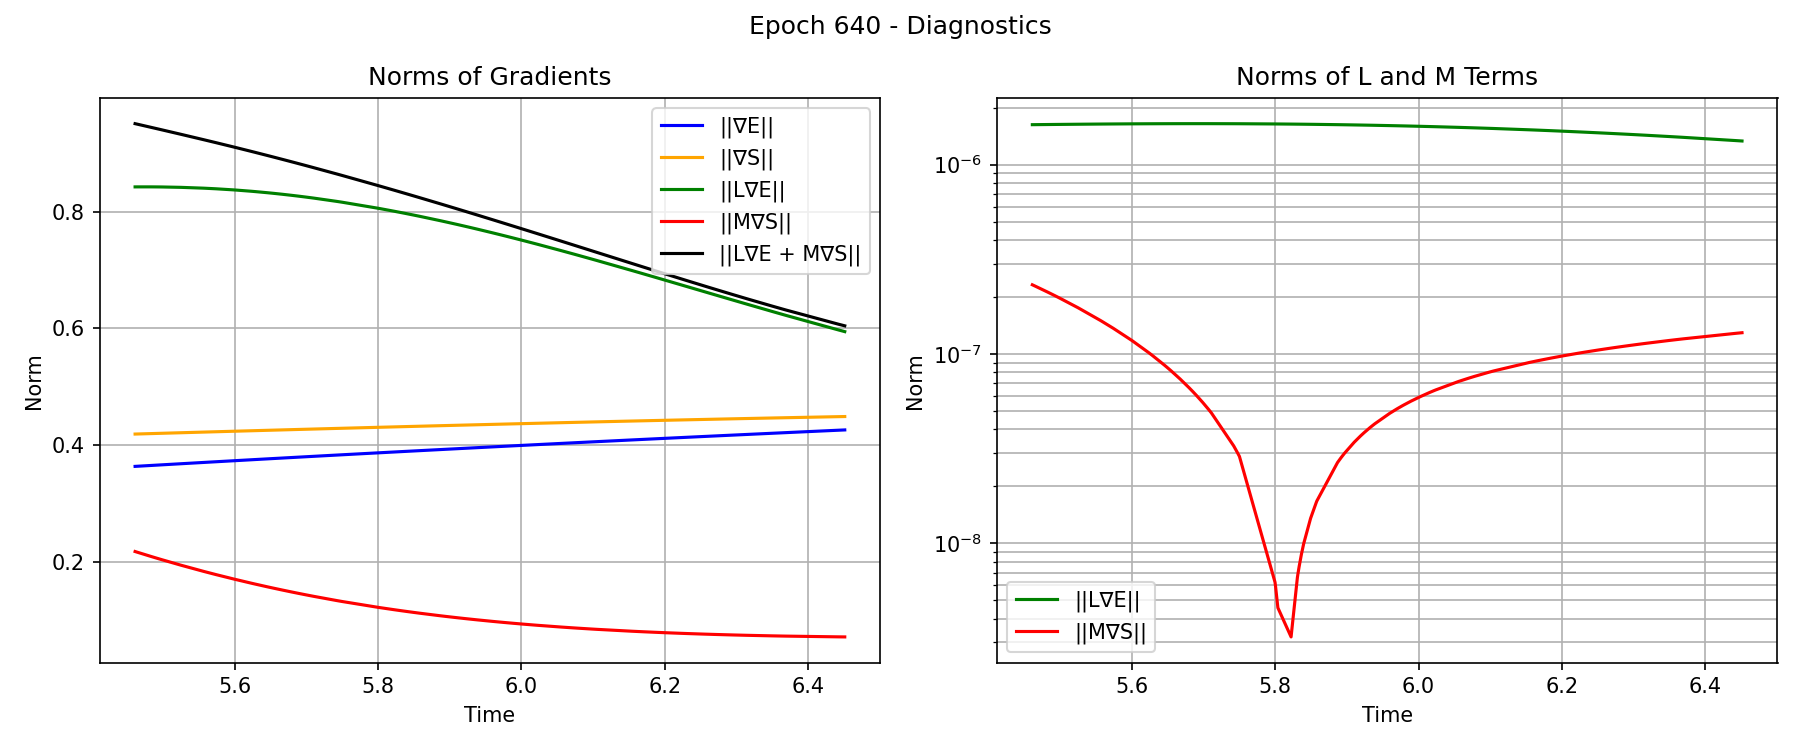 Epoch 640 - Diagnostics
Norms of Gradients
Norm
0.8
0.6
0.4
0.2
||∇E||
||∇S||
||L∇E||
||M∇S||
||L∇E + M∇S||
5.6 5.8 6.0 6.2 6.4
Time
Norms of L and M Terms
Norm
10⁻⁶
10⁻⁷
10⁻⁸
||L∇E||
||M∇S||
5.6 5.8 6.0 6.2 6.4
Time